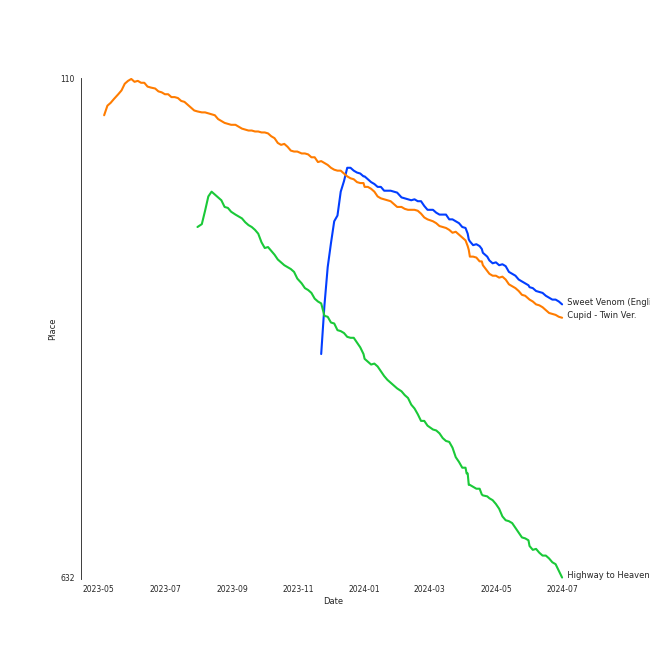 110
Place
Sweet Venom (Engli
Cupid - Twin Ver.
Highway to Heaven
632
2023-05 2023-07 2023-09 2023-11 2024-01 2024-03 2024-05 2024-07
Date